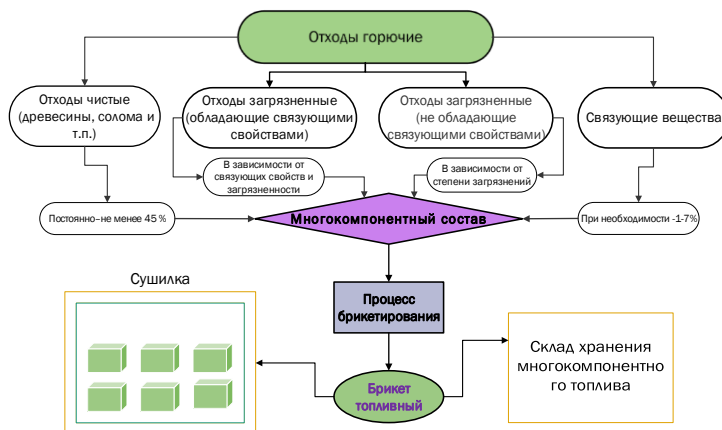 Отходы горючие
Отходы чистые
(древесины, солома и
т.п.)
Отходы загрязненные
(обладающие связующими
свойствами)
Отходы загрязненные
(не обладающие
связующими свойствами)
Связующие вещества
В зависимости от
связующих свойств и
загрязненности
В зависимости от
степени загрязнений
Постоянно–не менее 45 %
Многокомпонентный состав
При необходимости -1-7%
Сушилка
Процесс
брикетирования
Склад хранения
многокомпонентно
го топлива
Брикет
топливный